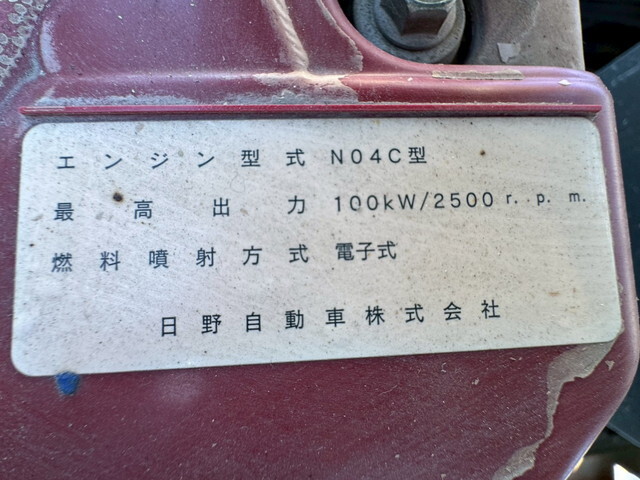 エンジン型式 N04C型
最高出力 100kW/2500 r.p.m.
燃料噴射方式 電子式
日野自動車株式会社